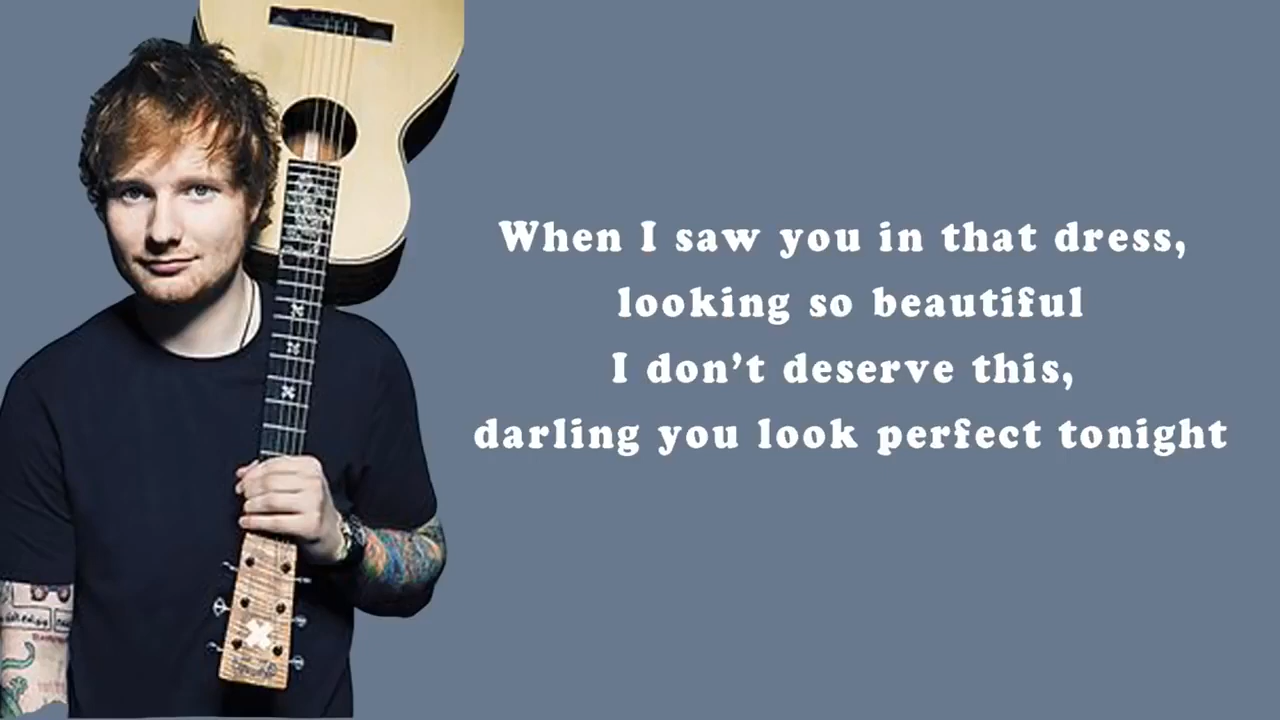 When I saw you in that dress,
looking so beautiful
I don’t deserve this,
darling you look perfect tonight